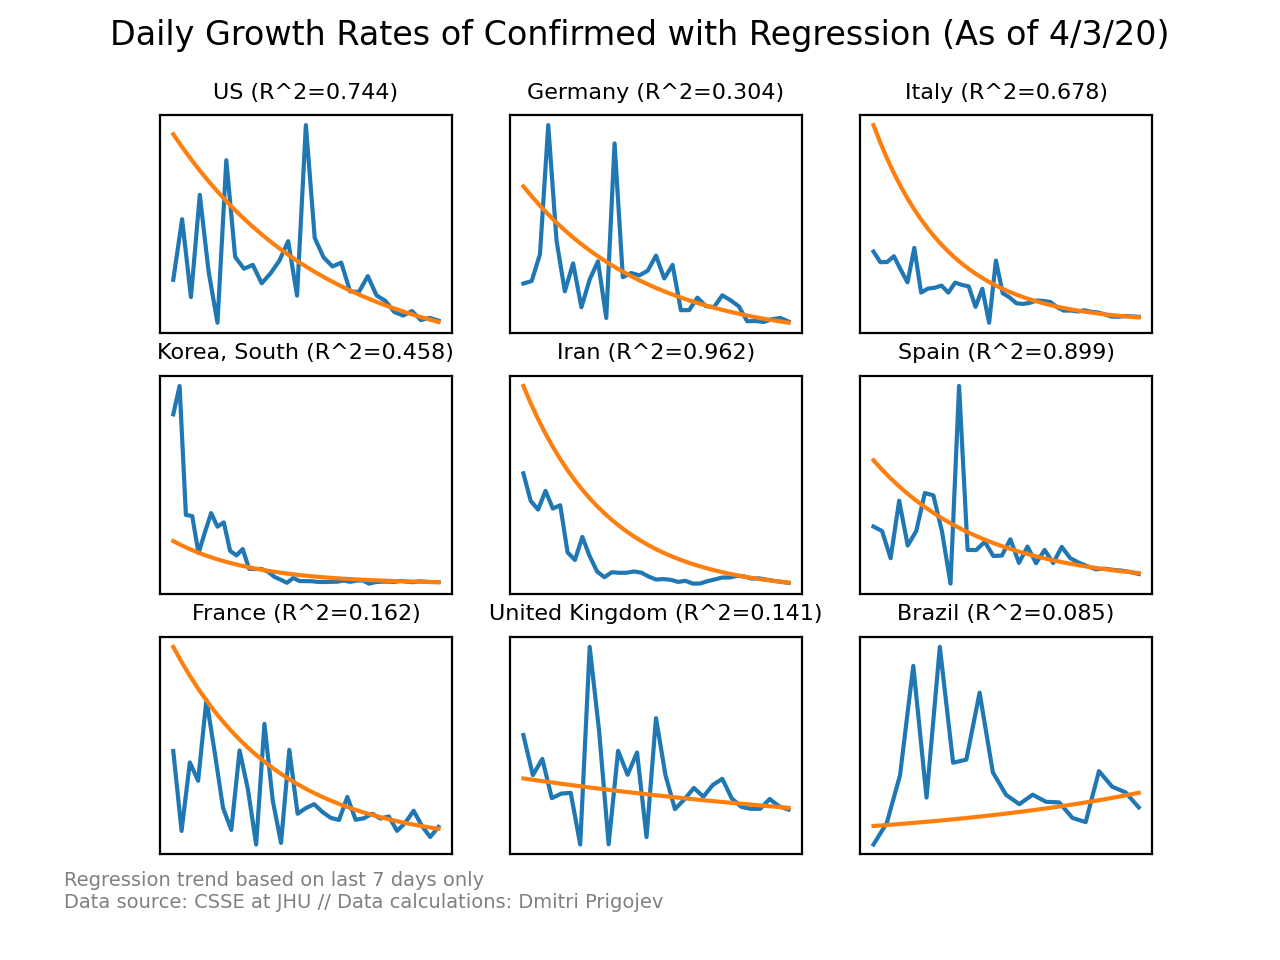 Daily Growth Rates of Confirmed with Regression (As of 4/3/20)
US (R^2=0.744)
Germany (R^2=0.304)
Italy (R^2=0.678)
Korea, South (R^2=0.458)
Iran (R^2=0.962)
Spain (R^2=0.899)
France (R^2=0.162)
United Kingdom (R^2=0.141)
Brazil (R^2=0.085)
Regression trend based on last 7 days only
Data source: CSSE at JHU // Data calculations: Dmitri Prigojev